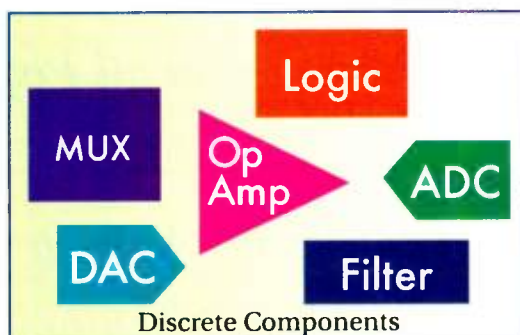 Logic
MUX
Op
Amp
ADC
DAC
Filter
Discrete Components